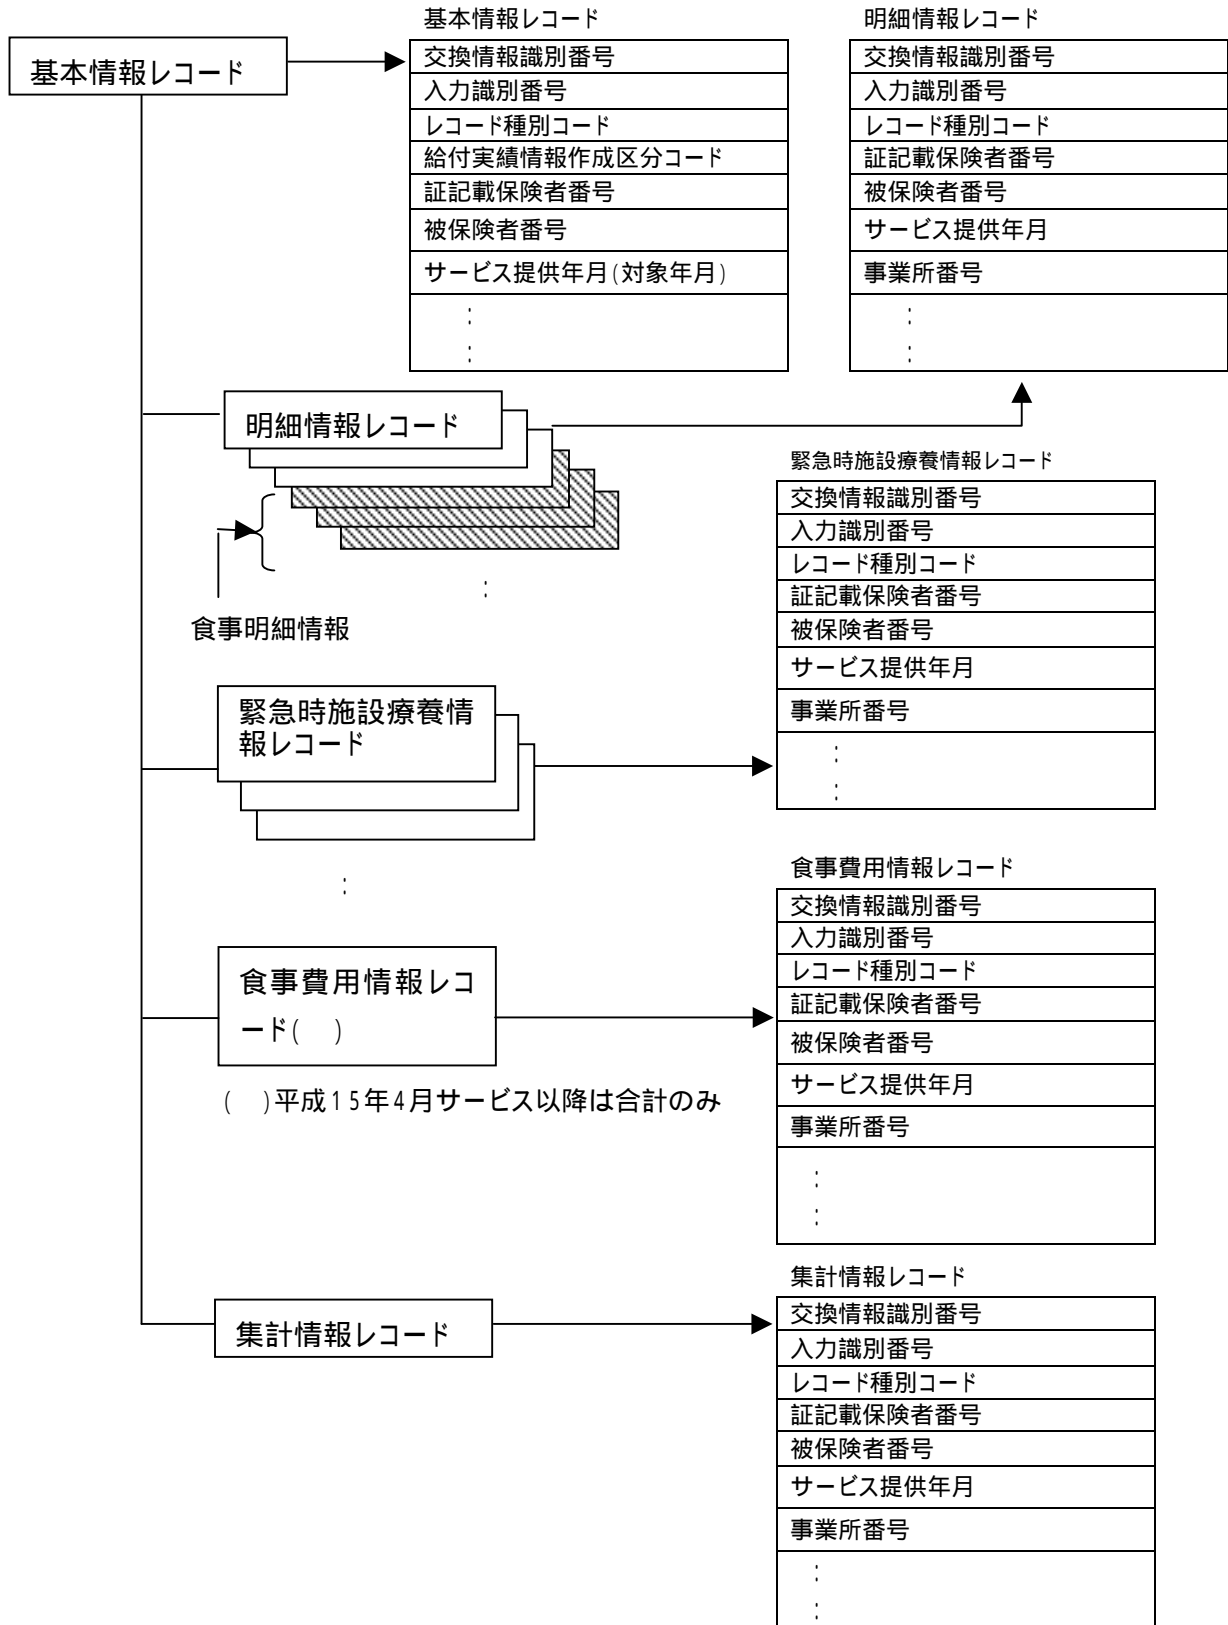 基本情報レコード
基本情報レコード
交換情報識別番号
入力識別番号
レコード種別コード
給付実績情報作成区分コード
証記載保険者番号
被保険者番号
サービス提供年月(対象年月)
:
:
明細情報レコード
交換情報識別番号
入力識別番号
レコード種別コード
証記載保険者番号
被保険者番号
サービス提供年月
事業所番号
:
:
明細情報レコード
:
食事明細情報
緊急時施設療養情報レコード
交換情報識別番号
入力識別番号
レコード種別コード
証記載保険者番号
被保険者番号
サービス提供年月
事業所番号
:
:
緊急時施設療養情
報レコード
:
食事費用情報レコード
交換情報識別番号
入力識別番号
レコード種別コード
証記載保険者番号
被保険者番号
サービス提供年月
事業所番号
:
:
食事費用情報レコ
ード(　)
(　)平成15年4月サービス以降は合計のみ
集計情報レコード
集計情報レコード
交換情報識別番号
入力識別番号
レコード種別コード
証記載保険者番号
被保険者番号
サービス提供年月
事業所番号
:
: